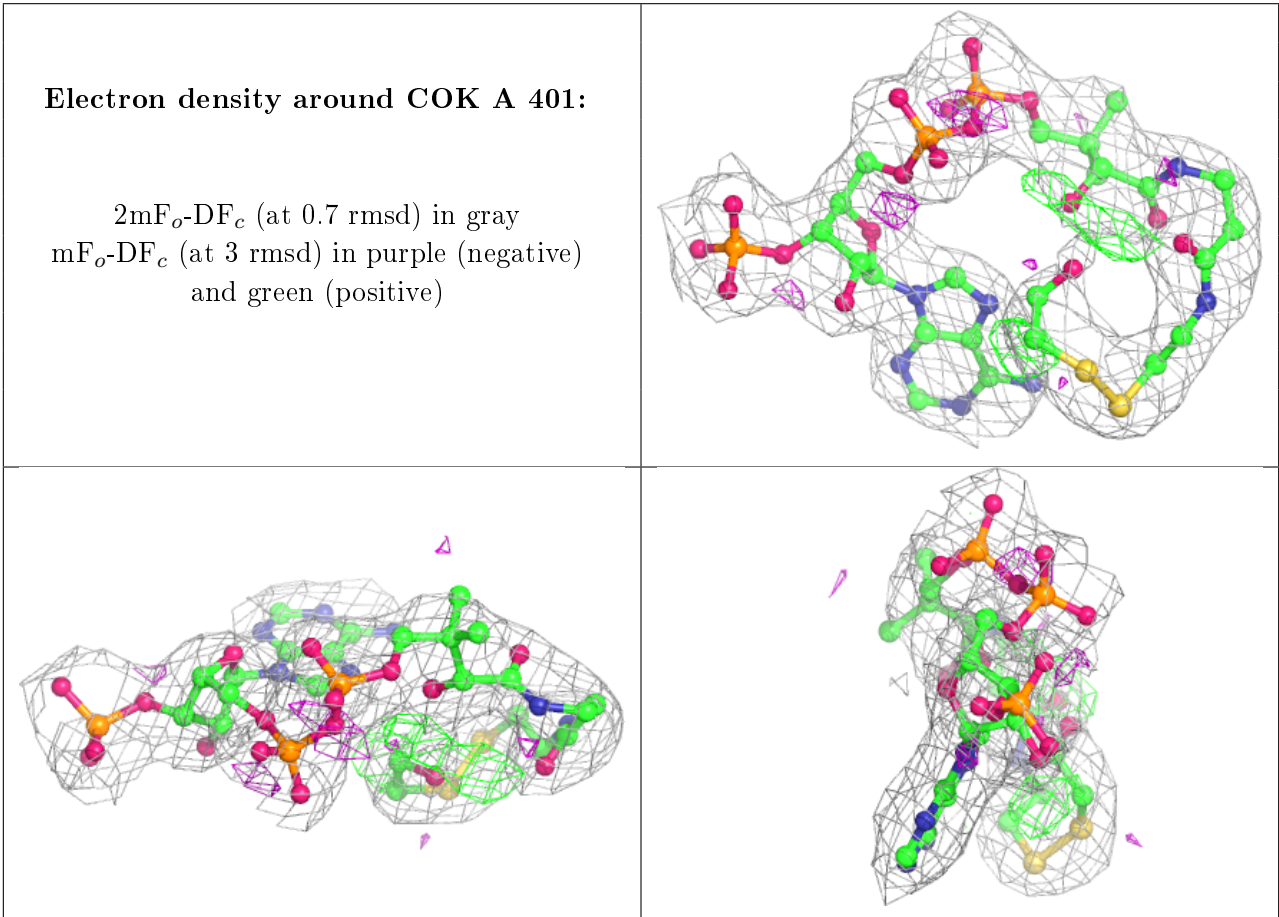 Electron density around COK A 401:
2mFo-DFc (at 0.7 rmsd) in gray
mFo-DFc (at 3 rmsd) in purple (negative)
and green (positive)